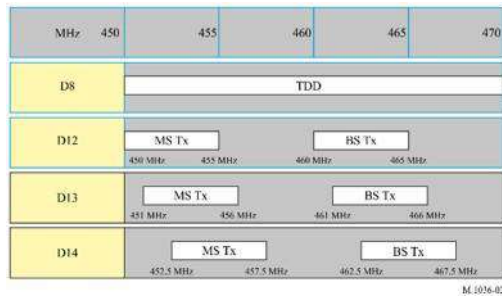 MHz 450 455 460 465 470
D8 TDD
D12 MS Tx BS Tx
450 MHz 455 MHz 460 MHz 465 MHz
D13 MS Tx BS Tx
451 MHz 456 MHz 461 MHz 466 MHz
D14 MS Tx BS Tx
452.5 MHz 457.5 MHz 462.5 MHz 467.5 MHz
M.1036-02